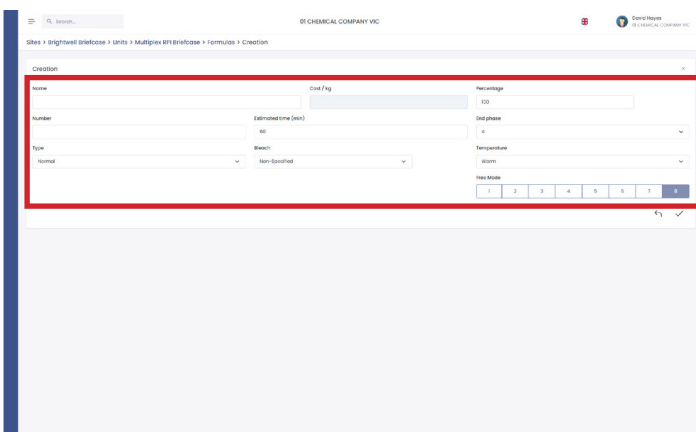 Search...
01 CHEMICAL COMPANY VIC
David Hayes
01 CHEMICAL COMPANY VIC
Sites > Brightwell Briefcase > Units > Multiplex RFI Briefcase > Formulas > Creation
Creation
Name Cost / kg Percentage
100
Number Estimated time (min) End phase
60 4
Type Bleach Temperature
Normal Non-Specified Warm
Free Mode
1 2 3 4 5 6 7 8